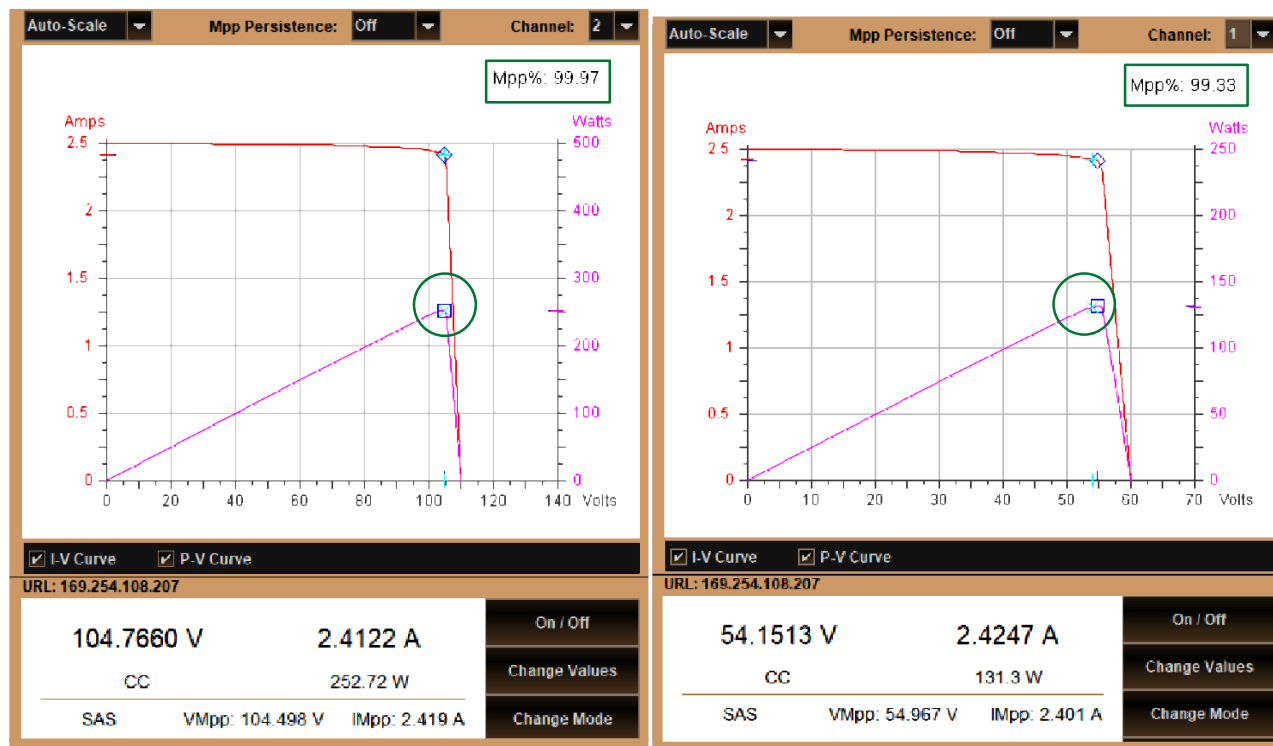 Auto-Scale Mpp Persistence: Off Channel: 2
Mpp%: 99.97
Amps Watts
2.5 500
2 400
1.5 300
1 200
0.5 100
0 0
0 20 40 60 80 100 120 140 Volts
I-V Curve P-V Curve
URL: 169.254.108.207
104.7660 V 2.4122 A On / Off
CC 252.72 W Change Values
SAS VMpp: 104.498 V IMpp: 2.419 A Change Mode
Auto-Scale Mpp Persistence: Off Channel: 1
Mpp%: 99.33
Amps Watts
2.5 250
2 200
1.5 150
1 100
0.5 50
0 0
0 10 20 30 40 50 60 70 Volts
I-V Curve P-V Curve
URL: 169.254.108.207
54.1513 V 2.4247 A On / Off
CC 131.3 W Change Values
SAS VMpp: 54.967 V IMpp: 2.401 A Change Mode